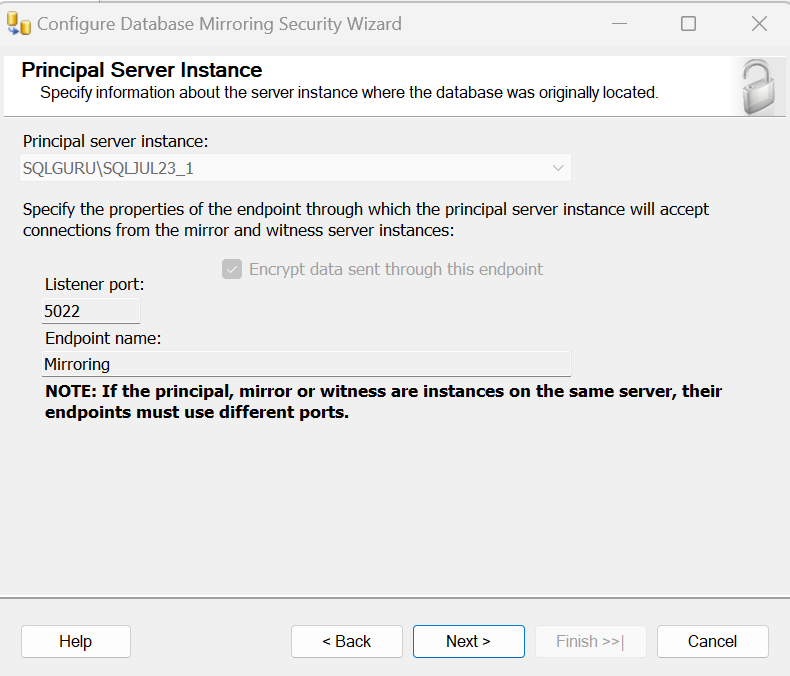 Configure Database Mirroring Security Wizard
Principal Server Instance
Specify information about the server instance where the database was originally located.
Principal server instance:
SQLGURU\SQLJUL23_1
Specify the properties of the endpoint through which the principal server instance will accept
connections from the mirror and witness server instances:
Encrypt data sent through this endpoint
Listener port:
5022
Endpoint name:
Mirroring
NOTE: If the principal, mirror or witness are instances on the same server, their
endpoints must use different ports.
Help
< Back
Next >
Finish >>|
Cancel